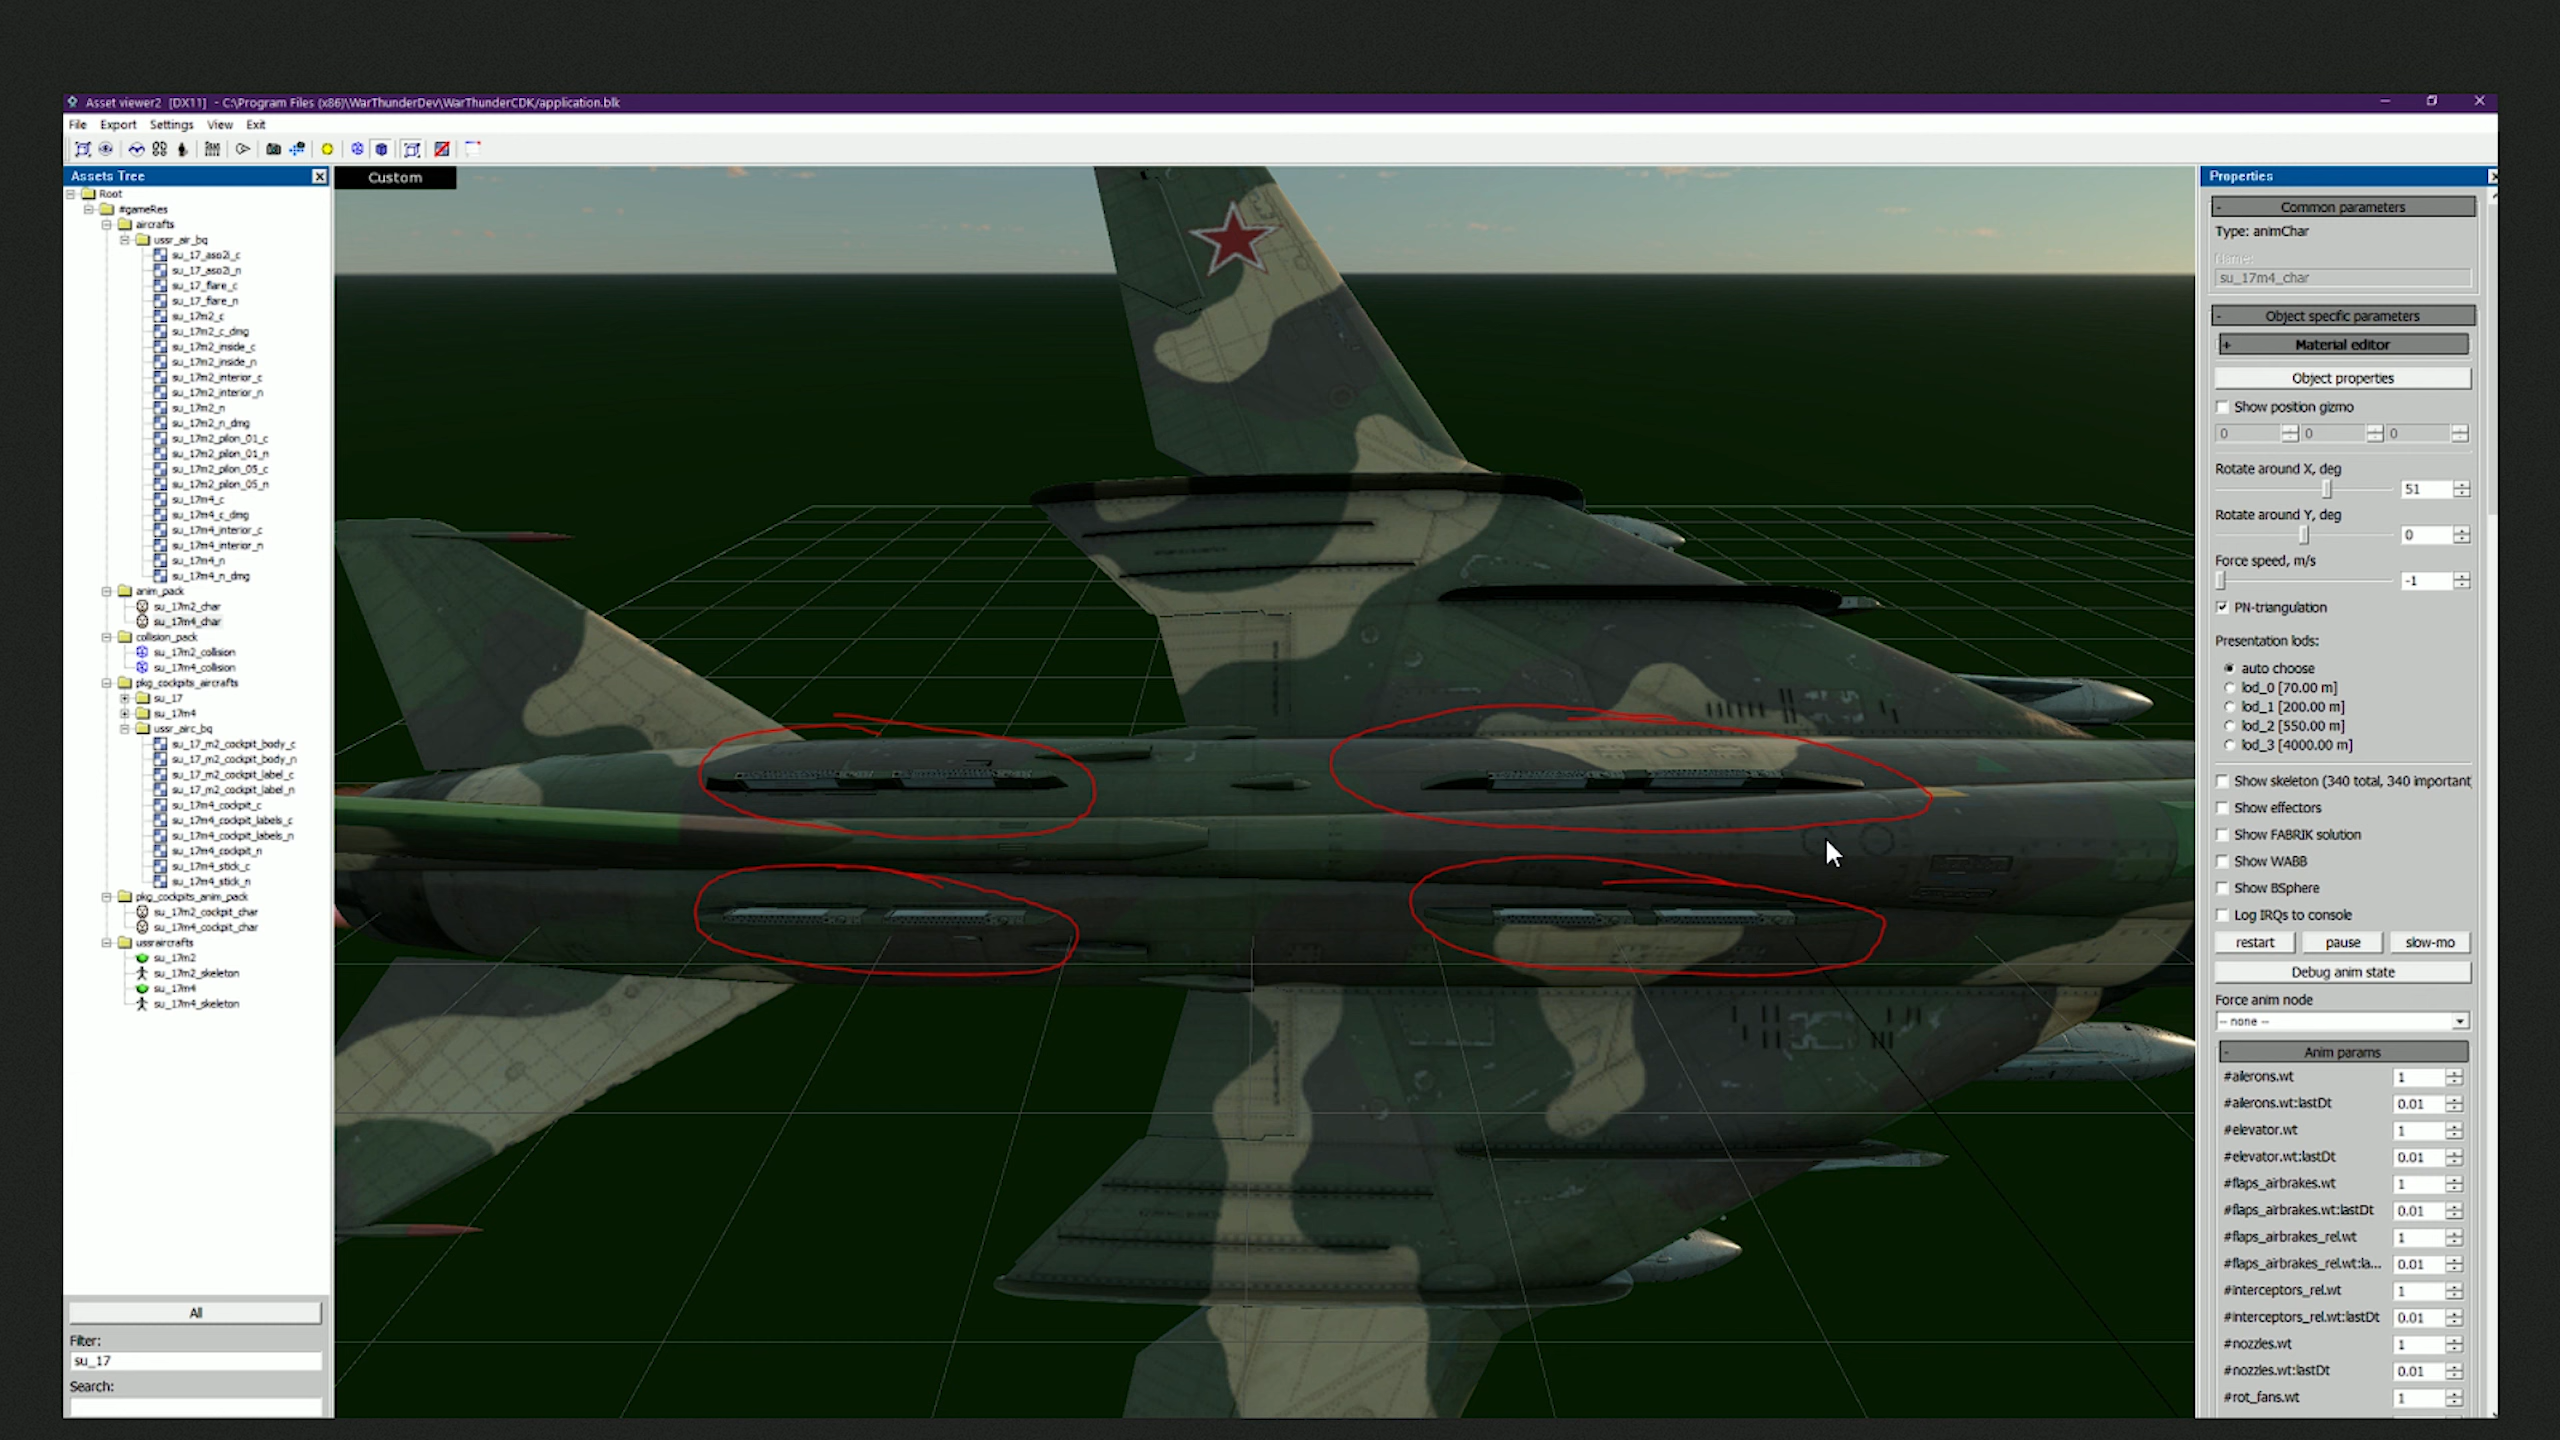 Asset viewer2 [DX11] - C:\Program Files (x86)\WarThunderDev\WarThunderCDK/application.blk
File Export Settings View Exit
Assets Tree
Root
#gameRes
aircrafts
ussr_air_bq
su_17_aso2i_c
su_17_aso2i_n
su_17_flare_c
su_17_flare_n
su_17m2_c
su_17m2_c_dmg
su_17m2_inside_c
su_17m2_inside_n
su_17m2_interior_c
su_17m2_interior_n
su_17m2_n
su_17m2_n_dmg
su_17m2_pilon_01_c
su_17m2_pilon_01_n
su_17m2_pilon_05_c
su_17m2_pilon_05_n
su_17m4_c
su_17m4_c_dmg
su_17m4_interior_c
su_17m4_interior_n
su_17m4_n
su_17m4_n_dmg
anim_pack
su_17m2_char
su_17m4_char
collision_pack
su_17m2_collision
su_17m4_collision
pkg_cockpits_aircrafts
su_17
su_17m4
ussr_airc_bq
su_17_m2_cockpit_body_c
su_17_m2_cockpit_body_n
su_17_m2_cockpit_label_c
su_17_m2_cockpit_label_n
su_17m4_cockpit_c
su_17m4_cockpit_labels_c
su_17m4_cockpit_labels_n
su_17m4_cockpit_n
su_17m4_stick_c
su_17m4_stick_n
pkg_cockpits_anim_pack
su_17m2_cockpit_char
su_17m4_cockpit_char
ussraircrafts
su_17m2
su_17m2_skeleton
su_17m4
su_17m4_skeleton
All
Filter:
su_17
Search:
Custom
Properties
Common parameters
Type: animChar
Name:
su_17m4_char
Object specific parameters
Material editor
Object properties
Show position gizmo
0 0 0
Rotate around X, deg
51
Rotate around Y, deg
0
Force speed, m/s
-1
PN-triangulation
Presentation lods:
auto choose
lod_0 [70.00 m]
lod_1 [200.00 m]
lod_2 [550.00 m]
lod_3 [4000.00 m]
Show skeleton (340 total, 340 important
Show effectors
Show FABRIK solution
Show WABB
Show BSphere
Log IRQs to console
restart pause slow-mo
Debug anim state
Force anim node
-- none --
Anim params
#ailerons.wt 1
#ailerons.wt:lastDt 0.01
#elevator.wt 1
#elevator.wt:lastDt 0.01
#flaps_airbrakes.wt 1
#flaps_airbrakes.wt:lastDt 0.01
#flaps_airbrakes_rel.wt 1
#flaps_airbrakes_rel.wt:la... 0.01
#interceptors_rel.wt 1
#interceptors_rel.wt:lastDt 0.01
#nozzles.wt 1
#nozzles.wt:lastDt 0.01
#rot_fans.wt 1